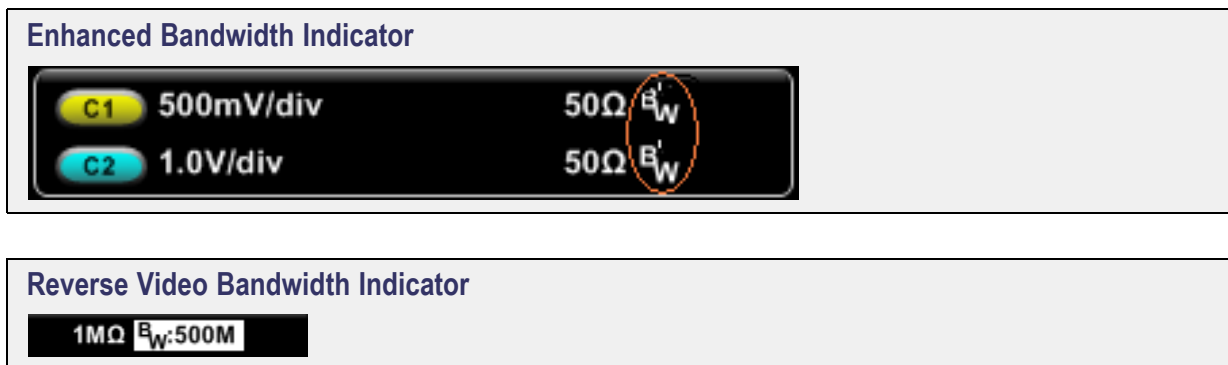 Enhanced Bandwidth Indicator
C1 500mV/div 50Ω B'W
C2 1.0V/div 50Ω B'W
Reverse Video Bandwidth Indicator
1MΩ BW:500M